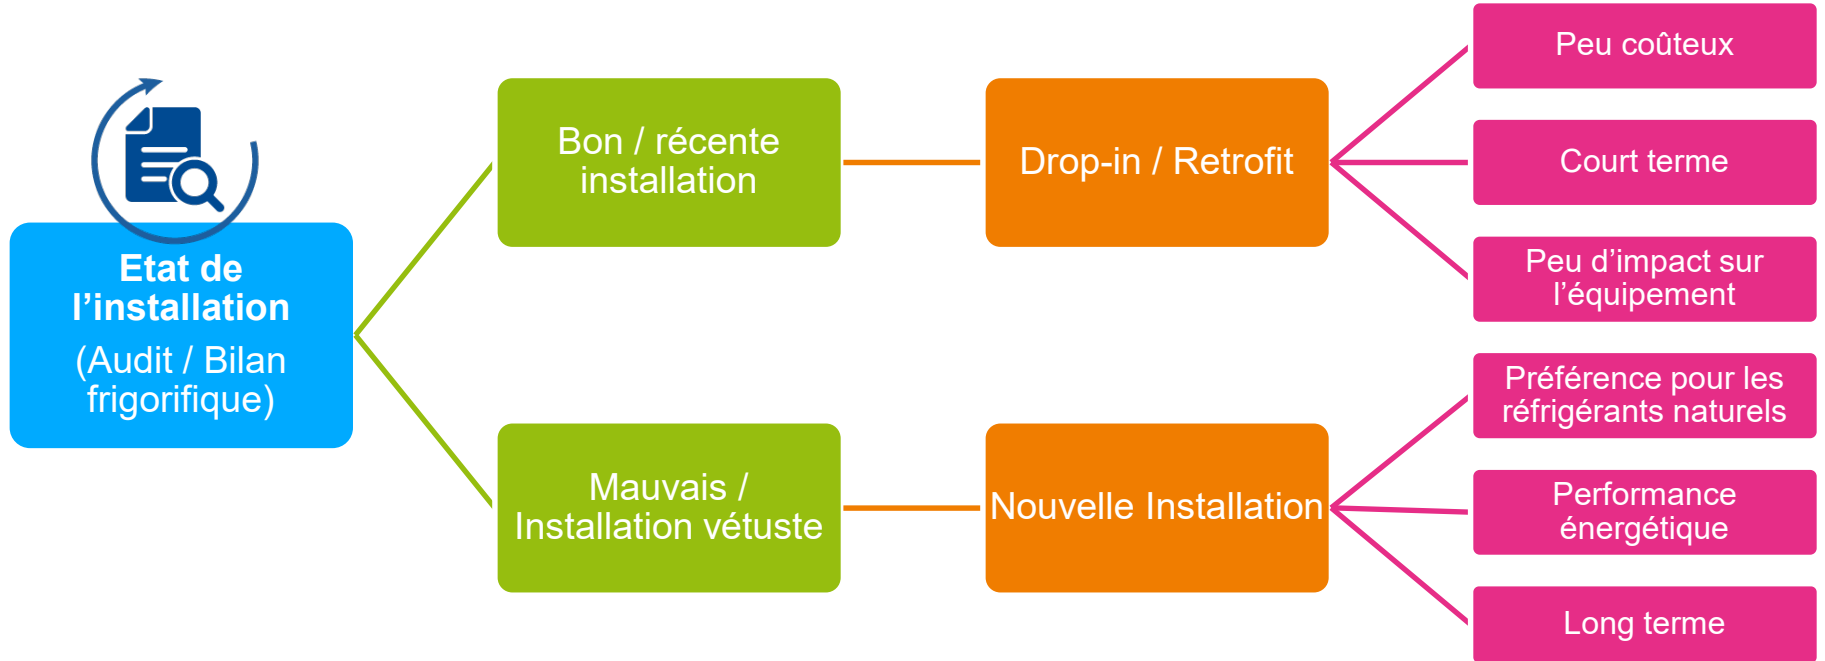 Etat de
l’installation
(Audit / Bilan
frigorifique)
Bon / récente
installation
Drop-in / Retrofit
Peu coûteux
Court terme
Peu d’impact sur
l’équipement
Mauvais /
Installation vétuste
Nouvelle Installation
Préférence pour les
réfrigérants naturels
Performance
énergétique
Long terme